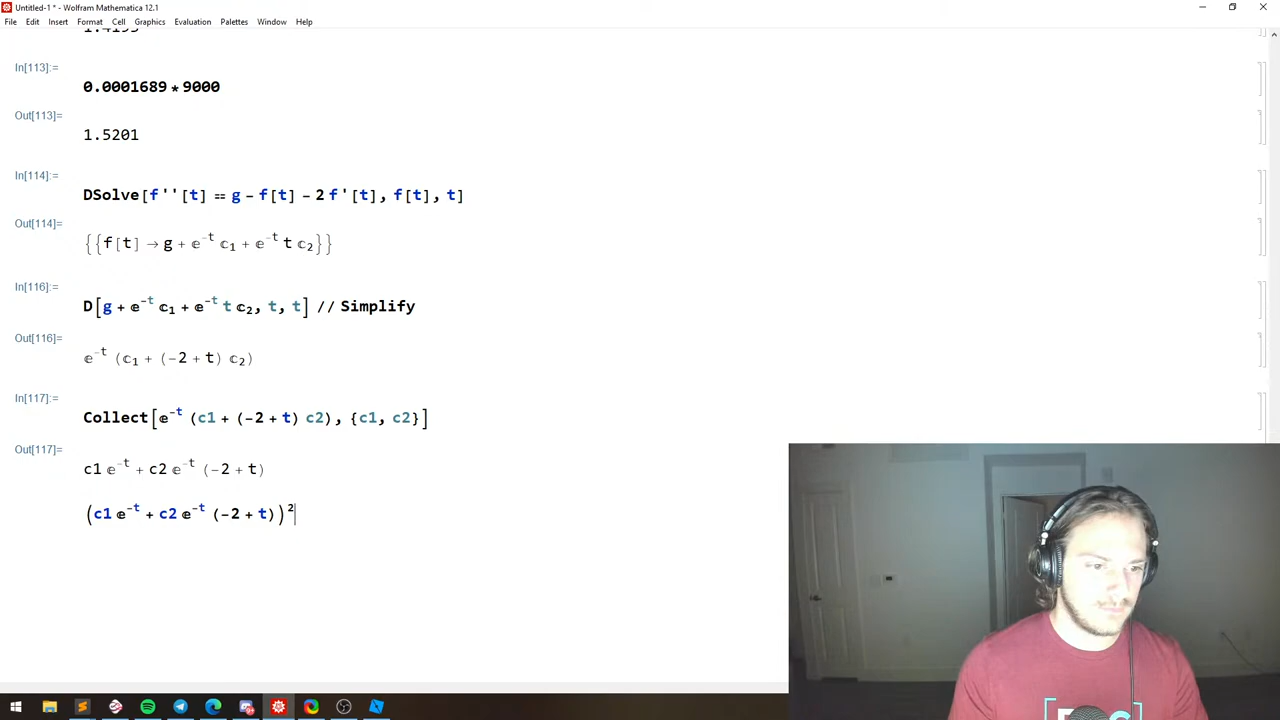 Untitled-1 * - Wolfram Mathematica 12.1
File Edit Insert Format Cell Graphics Evaluation Palettes Window Help
In[113]:=
0.0001689 * 9000
Out[113]=
1.5201
In[114]:=
DSolve[f''[t] == g - f[t] - 2 f'[t], f[t], t]
Out[114]=
{{f[t] → g + ⅇ^-t 𝕔₁ + ⅇ^-t t 𝕔₂}}
In[116]:=
D[g + ⅇ^-t 𝕔₁ + ⅇ^-t t 𝕔₂, t, t] // Simplify
Out[116]=
ⅇ^-t (𝕔₁ + (-2 + t) 𝕔₂)
In[117]:=
Collect[ⅇ^-t (c1 + (-2 + t) c2), {c1, c2}]
Out[117]=
c1 ⅇ^-t + c2 ⅇ^-t (-2 + t)
(c1 ⅇ^-t + c2 ⅇ^-t (-2 + t))²